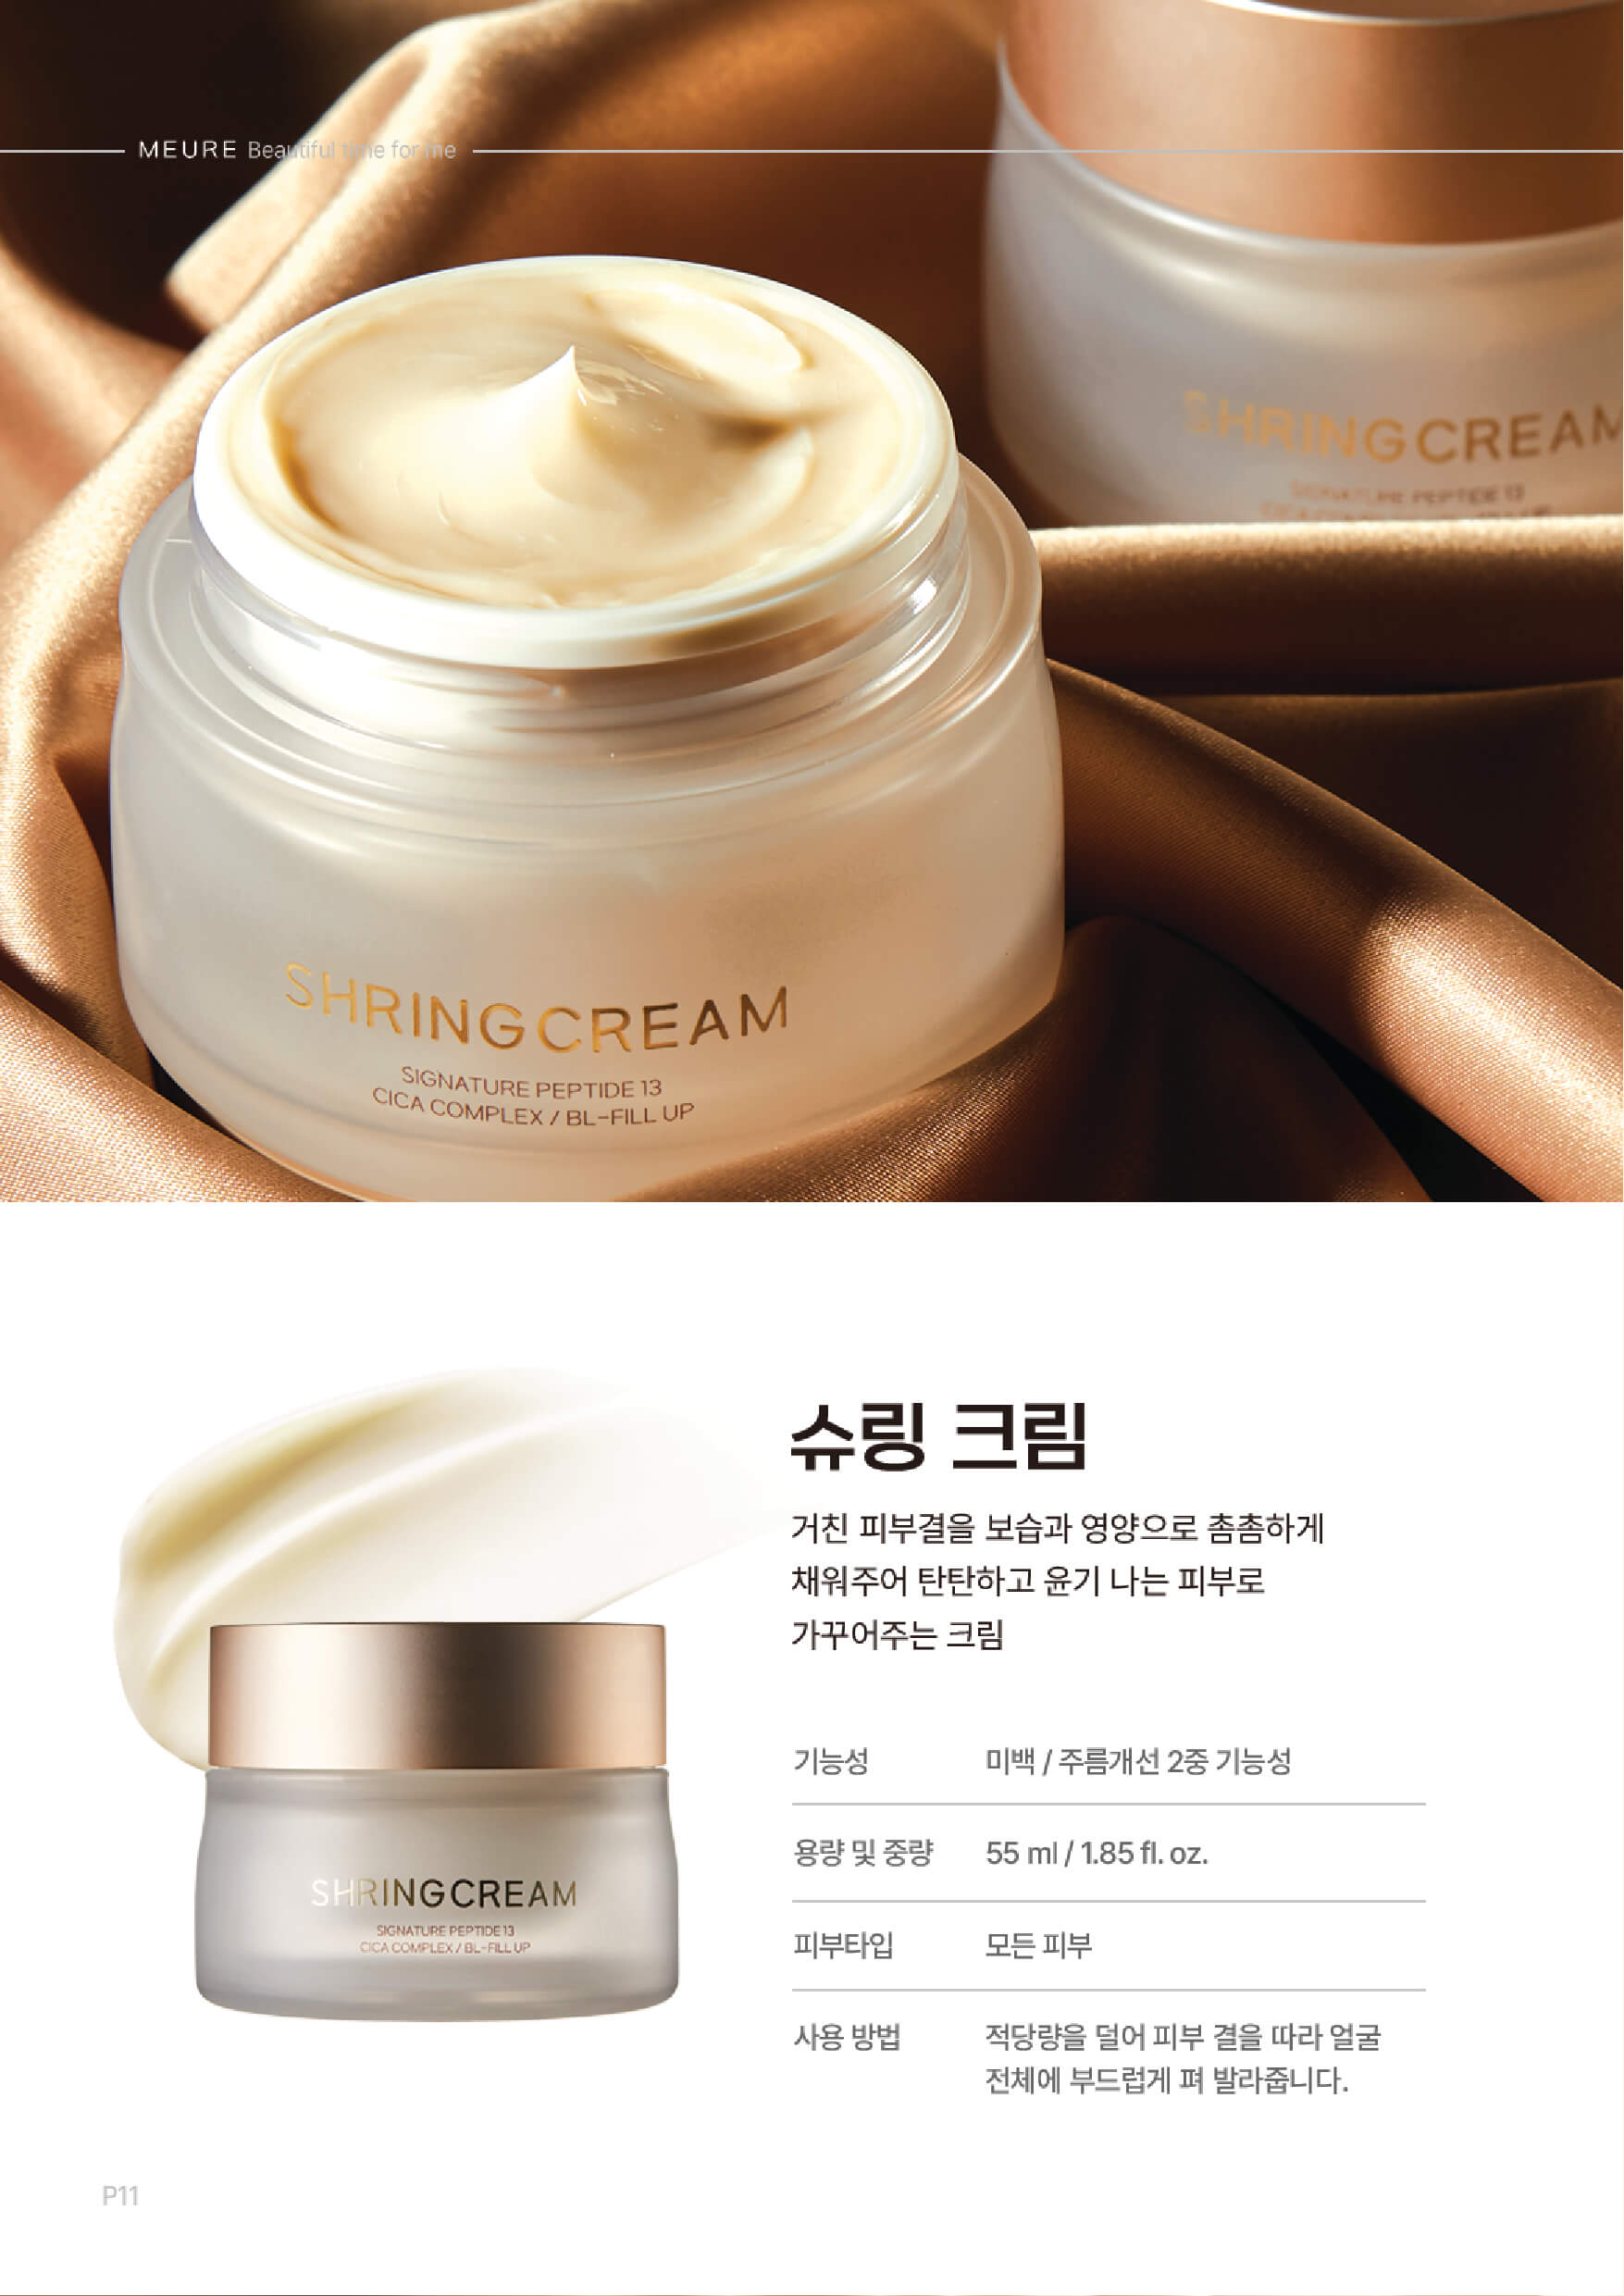 MEURE Beautiful time for me
SHRINGCREAM
SIGNATURE PEPTIDE 13
SHRINGCREAM
SIGNATURE PEPTIDE 13
CICA COMPLEX / BL-FILL UP
슈링 크림
거친 피부결을 보습과 영양으로 촘촘하게
채워주어 탄탄하고 윤기 나는 피부로
가꾸어주는 크림
기능성 미백 / 주름개선 2중 기능성
용량 및 중량 55 ml / 1.85 fl. oz.
피부타입 모든 피부
사용 방법 적당량을 덜어 피부 결을 따라 얼굴
전체에 부드럽게 펴 발라줍니다.
SHRINGCREAM
SIGNATURE PEPTIDE 13
CICA COMPLEX / BL-FILL UP
P11